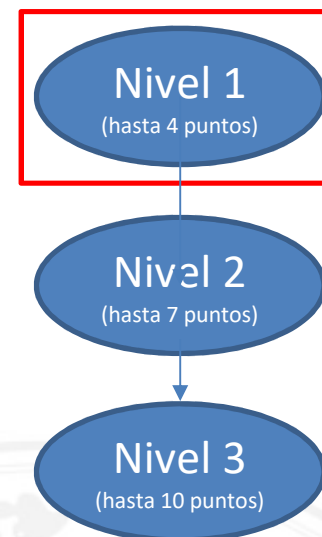 Nivel 1
(hasta 4 puntos)
Nivel 2
(hasta 7 puntos)
Nivel 3
(hasta 10 puntos)